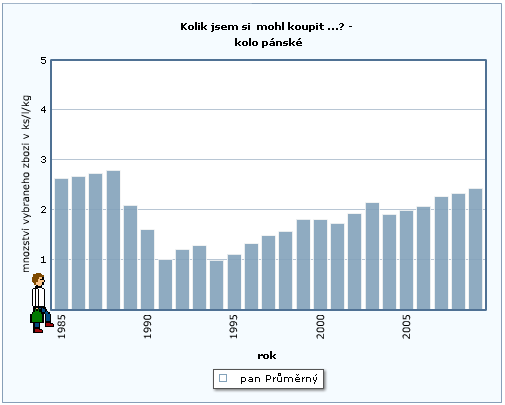 Kolik jsem si mohl koupit ...? -
kolo pánské
množství vybraneho zbozi v ks/l/kg
5
4
3
2
1
1985
1990
1995
2000
2005
rok
pan Průměrný